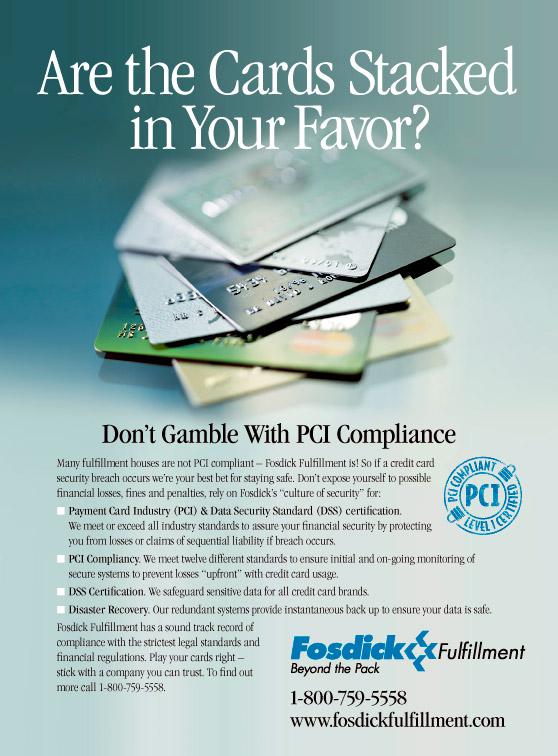 Are the Cards Stacked
in Your Favor?
Don't Gamble With PCI Compliance
Many fulfillment houses are not PCI compliant – Fosdick Fulfillment is! So if a credit card
security breach occurs we're your best bet for staying safe. Don't expose yourself to possible
financial losses, fines and penalties, rely on Fosdick's "culture of security" for:
Payment Card Industry (PCI) & Data Security Standard (DSS) certification.
We meet or exceed all industry standards to assure your financial security by protecting
you from losses or claims of sequential liability if breach occurs.
PCI Compliancy. We meet twelve different standards to ensure initial and on-going monitoring of
secure systems to prevent losses "upfront" with credit card usage.
DSS Certification. We safeguard sensitive data for all credit card brands.
Disaster Recovery. Our redundant systems provide instantaneous back up to ensure your data is safe.
PCI COMPLIANT
PCI
LEVEL 1 CERTIFIED
Fosdick Fulfillment has a sound track record of
compliance with the strictest legal standards and
financial regulations. Play your cards right –
stick with a company you can trust. To find out
more call 1-800-759-5558.
Fosdick Fulfillment
Beyond the Pack
1-800-759-5558
www.fosdickfulfillment.com